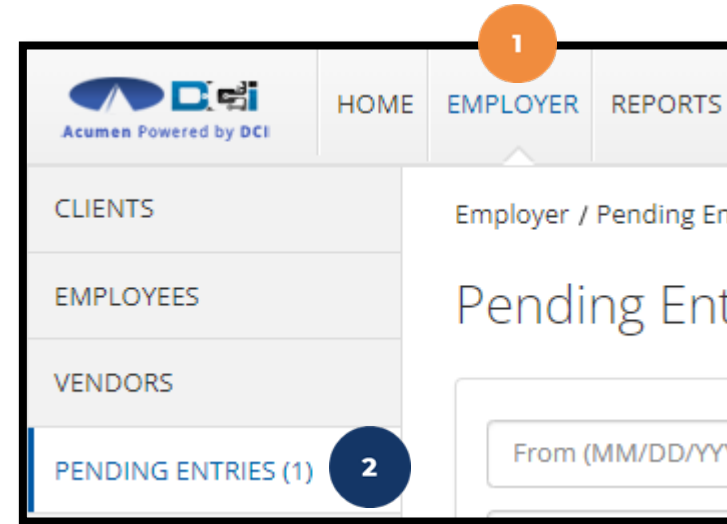 1
DCI
Acumen Powered by DCI
HOME EMPLOYER REPORTS
CLIENTS
Employer / Pending En
EMPLOYEES
Pending Ent
VENDORS
PENDING ENTRIES (1) 2
From (MM/DD/YYY